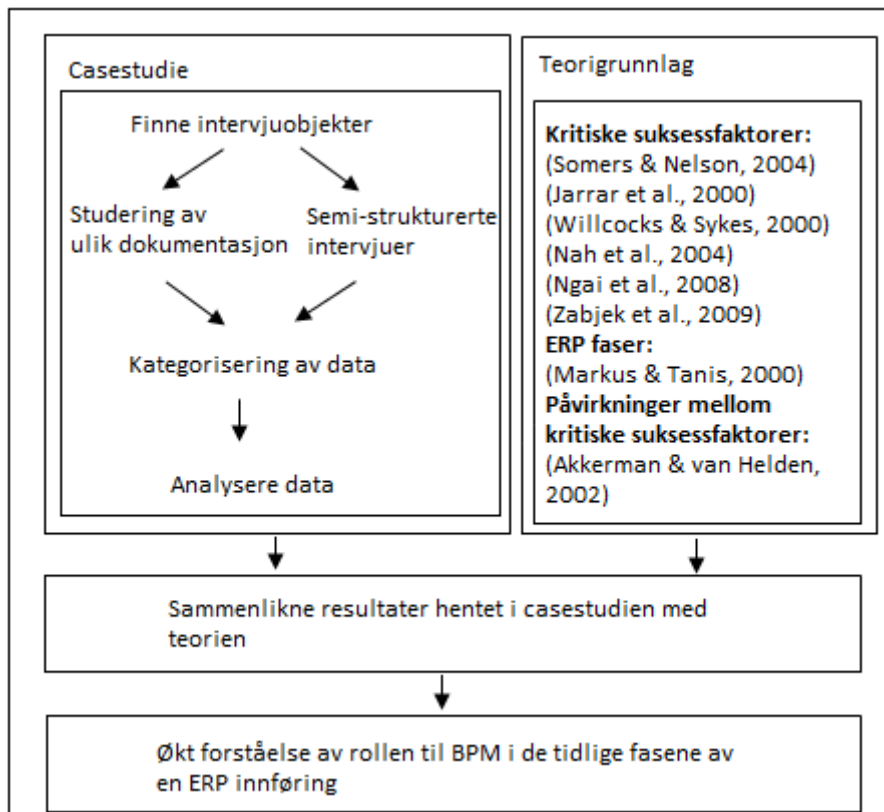 Casestudie
Finne intervjuobjekter
Studering av
ulik dokumentasjon
Semi-strukturerte
intervjuer
Kategorisering av data
Analysere data
Teorigrunnlag
Kritiske suksessfaktorer:
(Somers & Nelson, 2004)
(Jarrar et al., 2000)
(Willcocks & Sykes, 2000)
(Nah et al., 2004)
(Ngai et al., 2008)
(Zabjek et al., 2009)
ERP faser:
(Markus & Tanis, 2000)
Påvirkninger mellom
kritiske suksessfaktorer:
(Akkerman & van Helden,
2002)
Sammenlikne resultater hentet i casestudien med
teorien
Økt forståelse av rollen til BPM i de tidlige fasene av
en ERP innføring